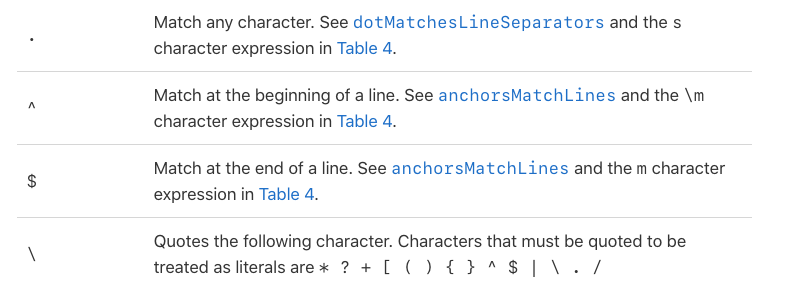 Match any character. See dotMatchesLineSeparators and the s
.
character expression in Table 4.
Match at the beginning of a line. See anchorsMatchLines and the \m
^
character expression in Table 4.
Match at the end of a line. See anchorsMatchLines and the m character
$
expression in Table 4.
Quotes the following character. Characters that must be quoted to be
\
treated as literals are * ? + [ ( ) { } ^ $ | \ . /